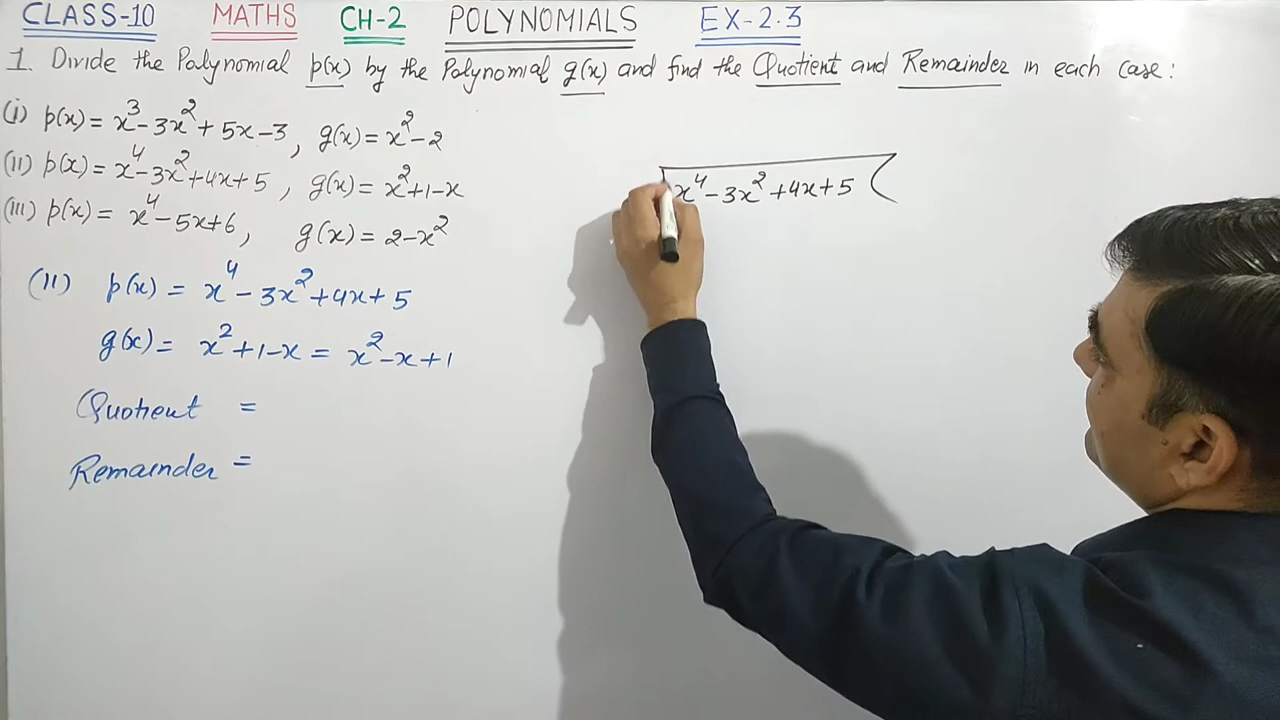 CLASS-10 MATHS CH-2 POLYNOMIALS EX-2.3
1. Divide the Polynomial p(x) by the Polynomial g(x) and find the Quotient and Remainder in each case:
(i) p(x) = x³-3x²+5x-3, g(x) = x²-2
(ii) p(x) = x⁴-3x²+4x+5, g(x) = x²+1-x
(iii) p(x) = x⁴-5x+6, g(x) = 2-x²
(ii) p(x) = x⁴-3x²+4x+5
g(x) = x²+1-x = x²-x+1
Quotient =
Remainder =
x⁴-3x²+4x+5